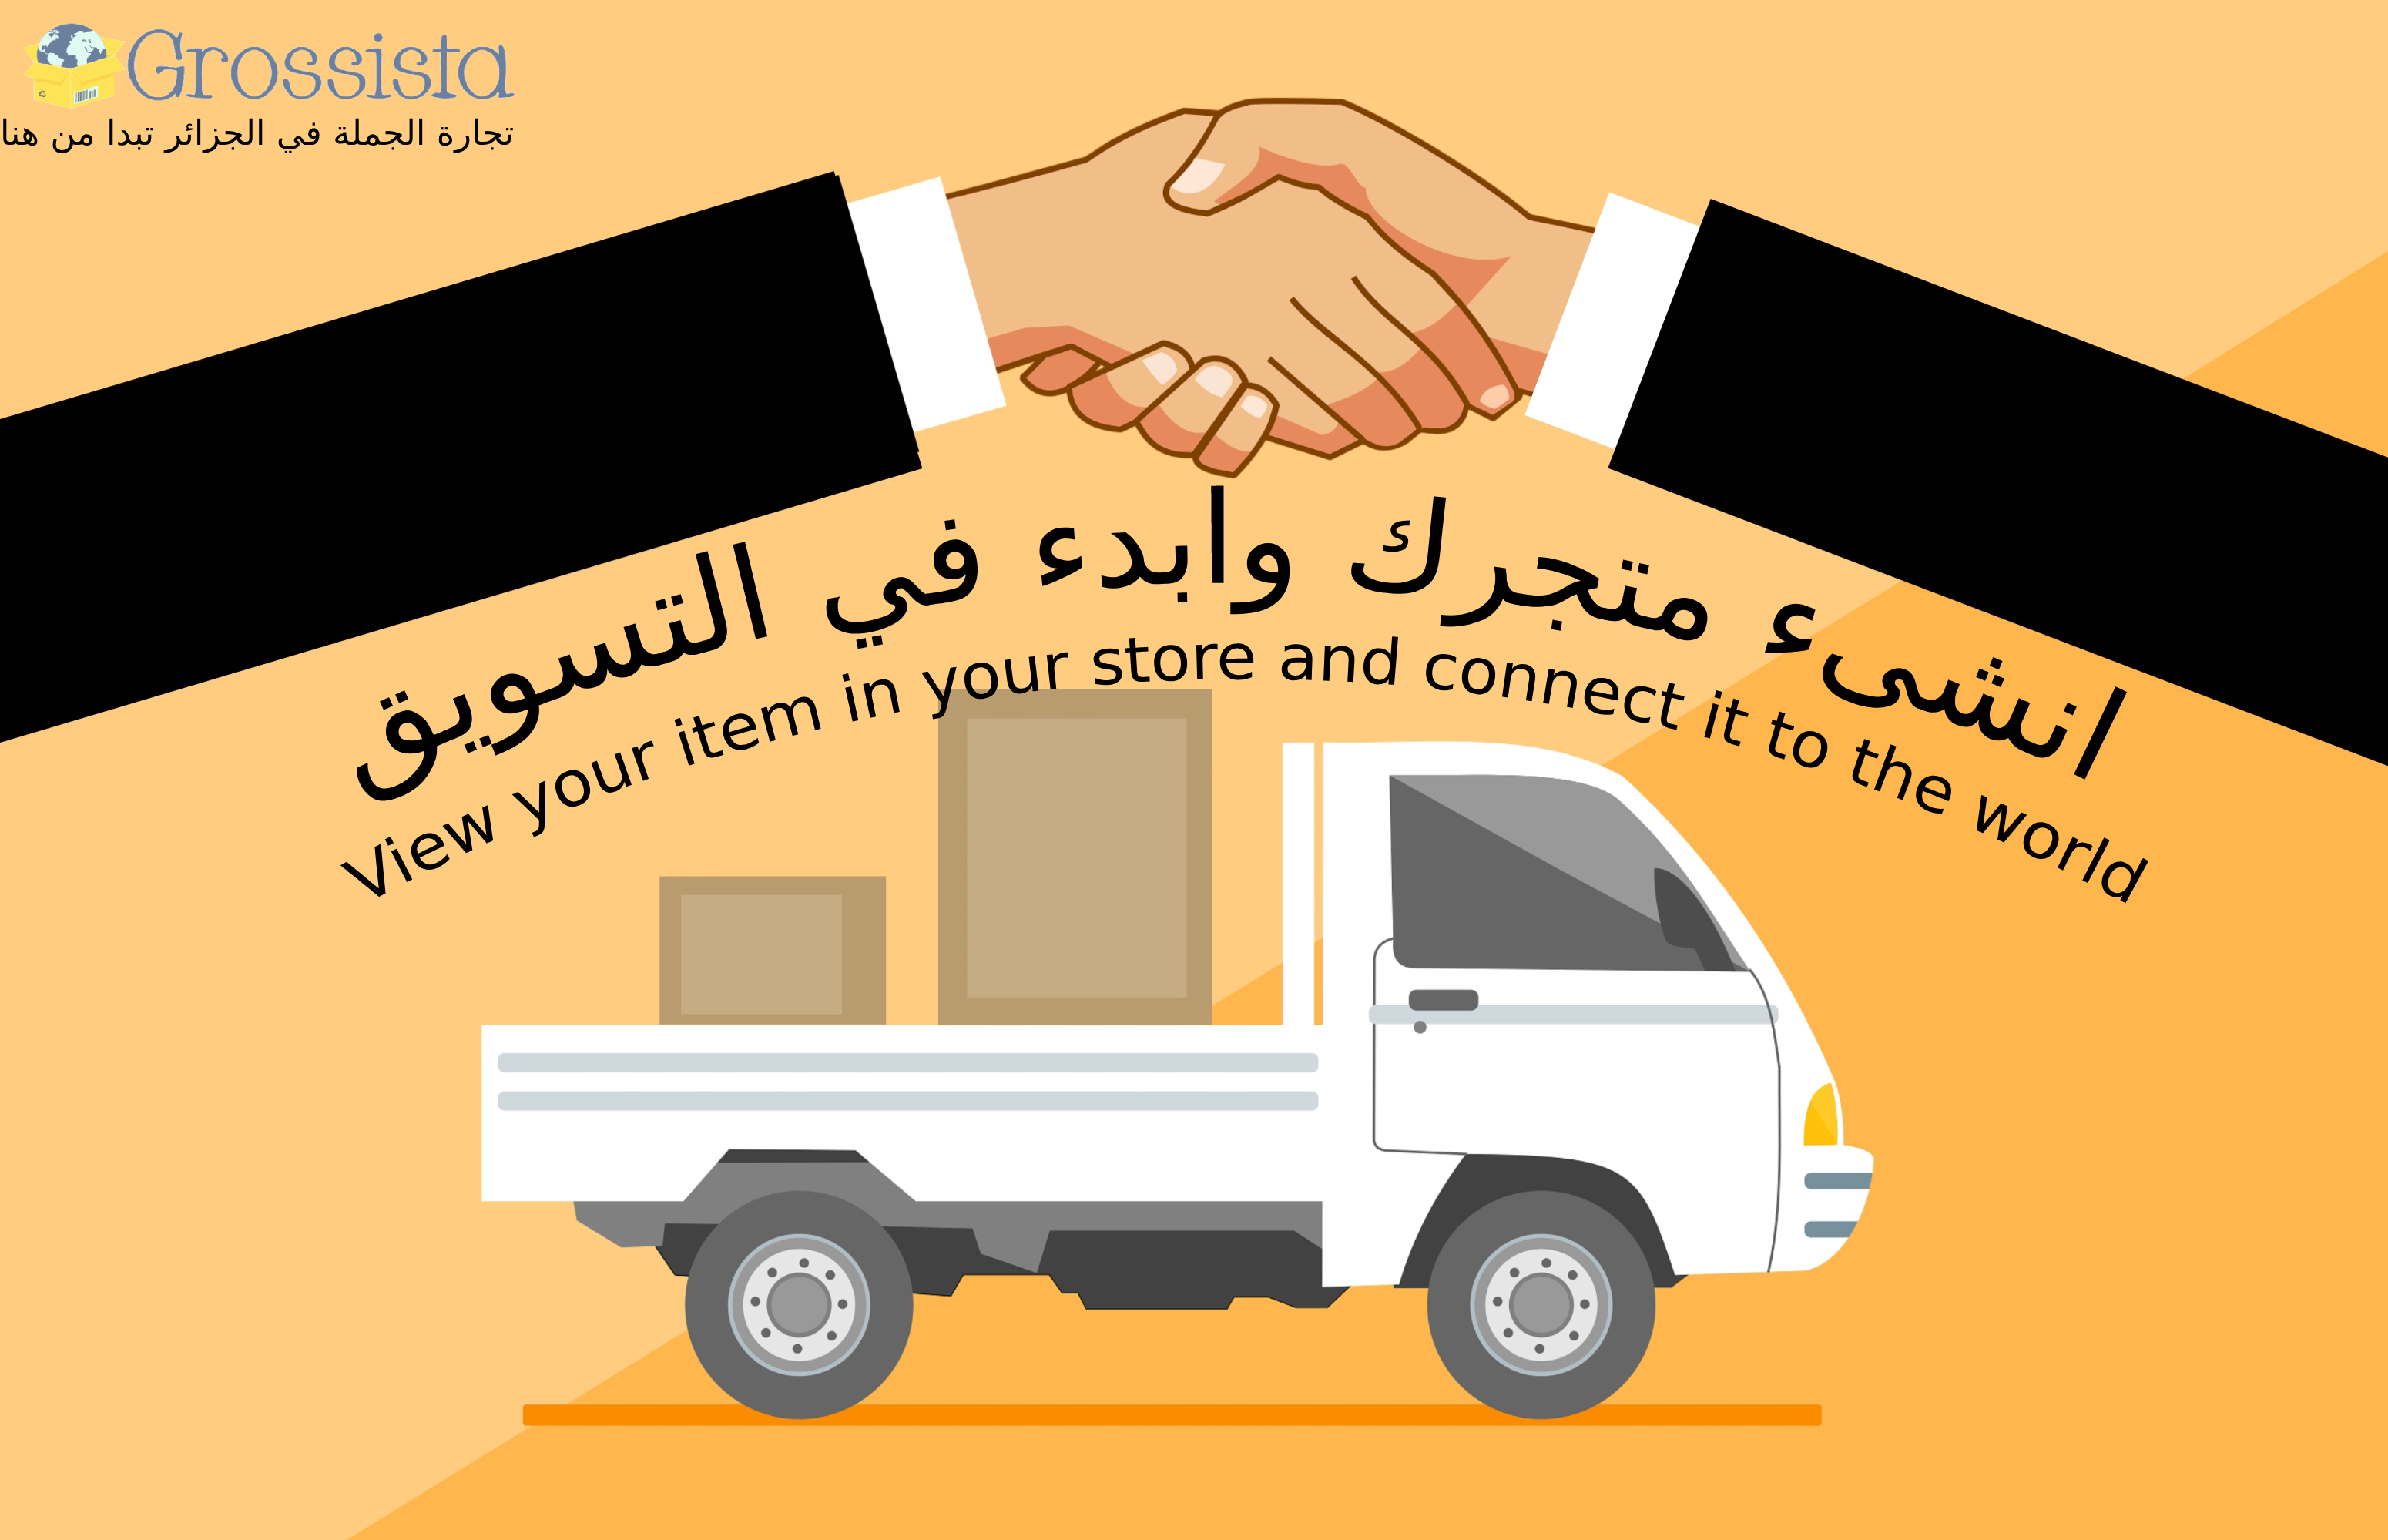 Grossista
تجارة الجملة في الجزائر تبدا من هنا
انشىء متجرك وابدء في التسويق
View your item in your store and connect it to the world